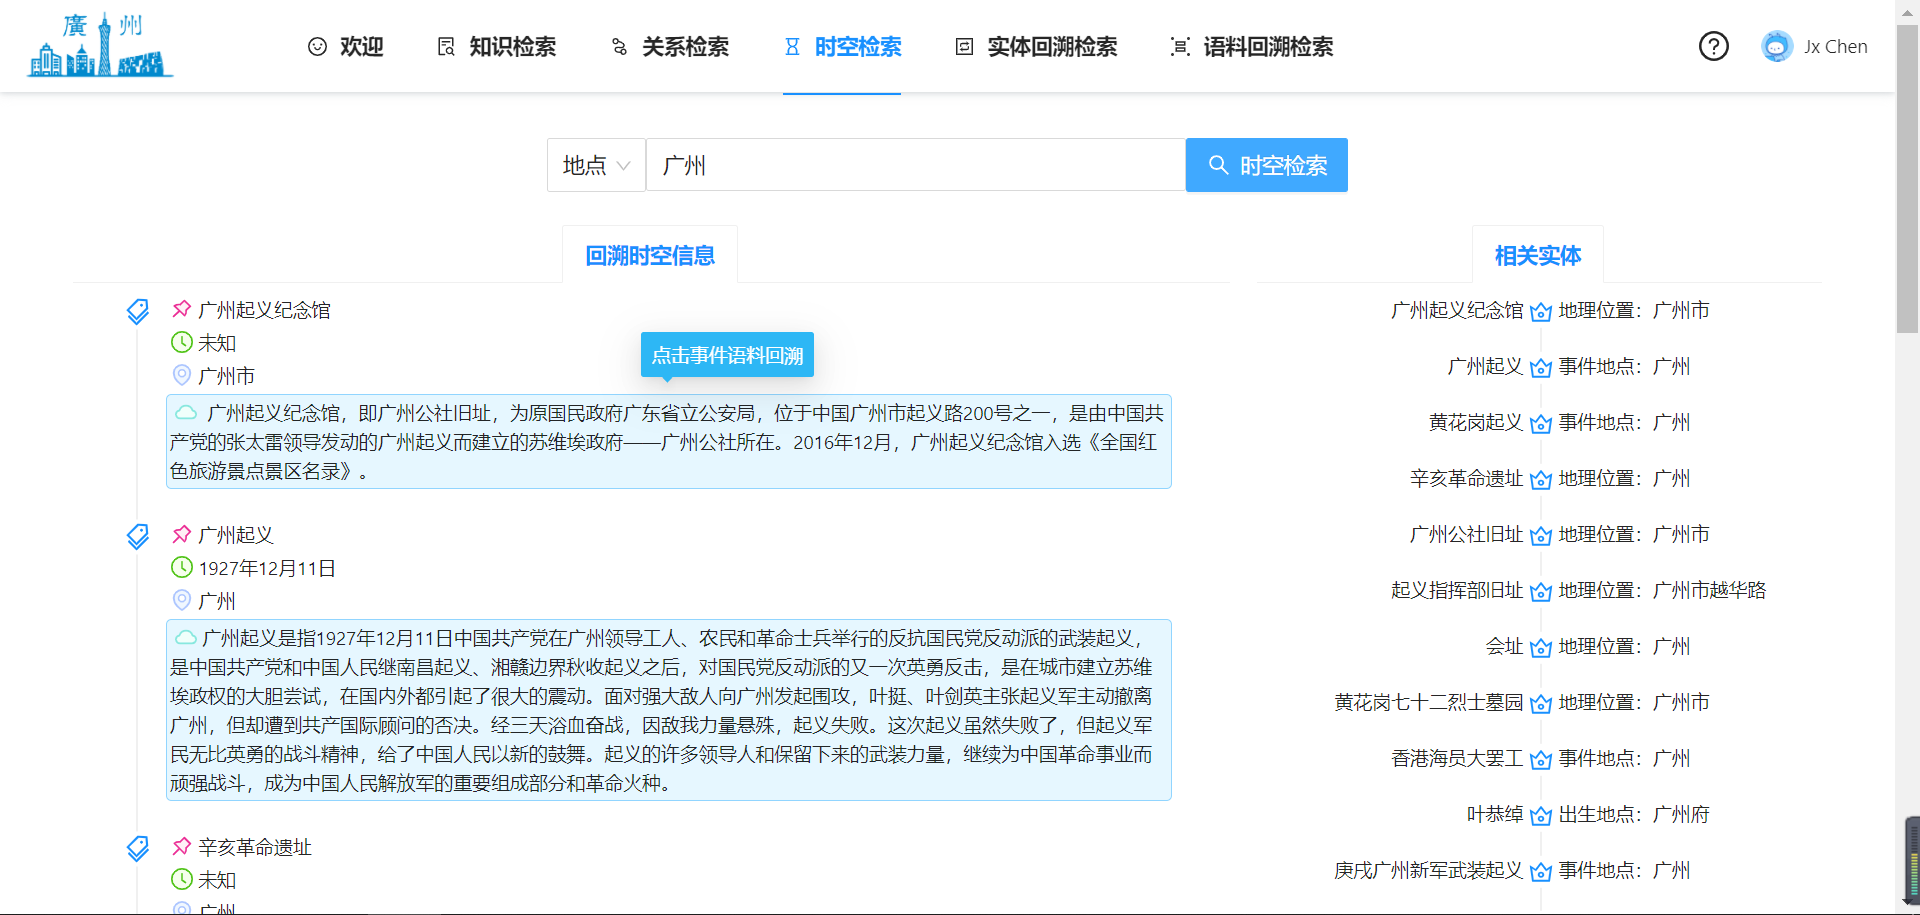 廣州
欢迎
知识检索
关系检索
时空检索
实体回溯检索
语料回溯检索
Jx Chen
地点
广州
时空检索
回溯时空信息
广州起义纪念馆
未知
广州市
点击事件语料回溯
广州起义纪念馆，即广州公社旧址，为原国民政府广东省立公安局，位于中国广州市起义路200号之一，是由中国共
产党的张太雷领导发动的广州起义而建立的苏维埃政府——广州公社所在。2016年12月，广州起义纪念馆入选《全国红
色旅游景点景区名录》。
广州起义
1927年12月11日
广州
广州起义是指1927年12月11日中国共产党在广州领导工人、农民和革命士兵举行的反抗国民党反动派的武装起义，
是中国共产党和中国人民继南昌起义、湘赣边界秋收起义之后，对国民党反动派的又一次英勇反击，是在城市建立苏维
埃政权的大胆尝试，在国内外都引起了很大的震动。面对强大敌人向广州发起围攻，叶挺、叶剑英主张起义军主动撤离
广州，但却遭到共产国际顾问的否决。经三天浴血奋战，因敌我力量悬殊，起义失败。这次起义虽然失败了，但起义军
民无比英勇的战斗精神，给了中国人民以新的鼓舞。起义的许多领导人和保留下来的武装力量，继续为中国革命事业而
顽强战斗，成为中国人民解放军的重要组成部分和革命火种。
辛亥革命遗址
未知
广州
相关实体
广州起义纪念馆 地理位置：广州市
广州起义 事件地点：广州
黄花岗起义 事件地点：广州
辛亥革命遗址 地理位置：广州
广州公社旧址 地理位置：广州市
起义指挥部旧址 地理位置：广州市越华路
会址 地理位置：广州
黄花岗七十二烈士墓园 地理位置：广州市
香港海员大罢工 事件地点：广州
叶恭绰 出生地点：广州府
庚戌广州新军武装起义 事件地点：广州